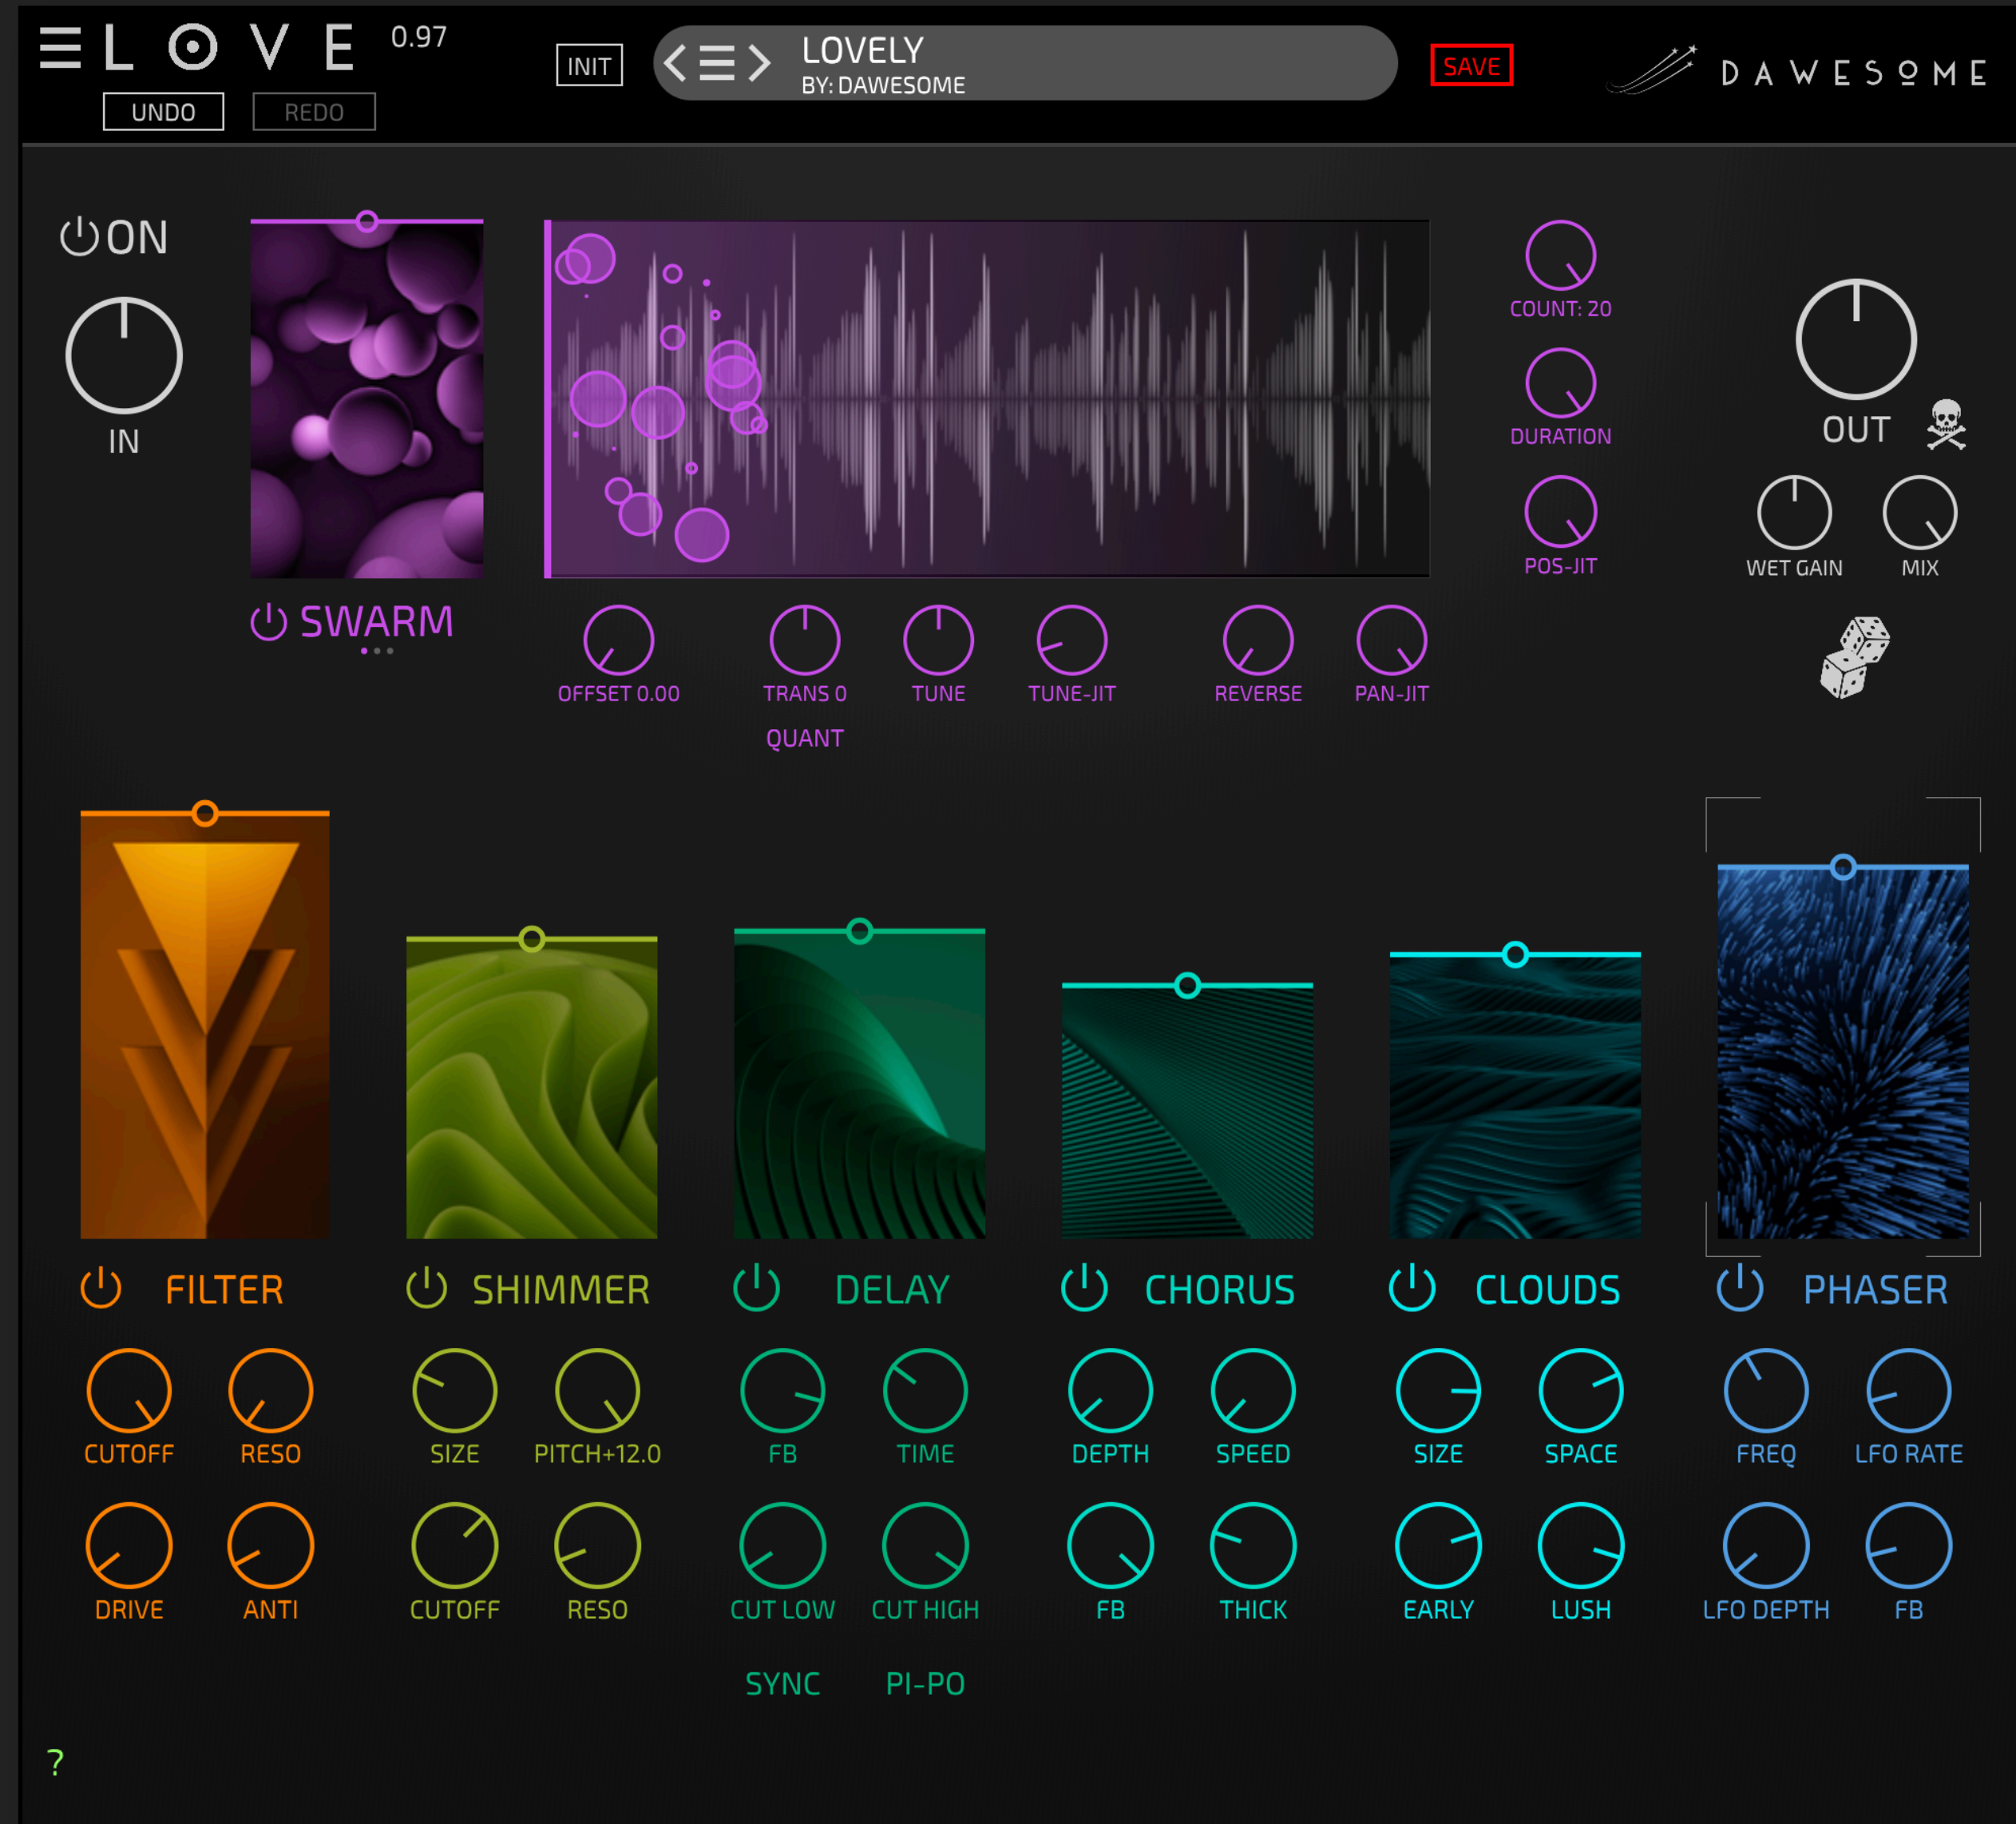 LOVE 0.97
UNDO REDO
INIT
LOVELY
BY: DAWESOME
SAVE
DAWESOME
ON
IN
SWARM
COUNT: 20
DURATION
POS-JIT
OUT
WET GAIN MIX
OFFSET 0.00 TRANS 0 TUNE TUNE-JIT REVERSE PAN-JIT
QUANT
FILTER SHIMMER DELAY CHORUS CLOUDS PHASER
CUTOFF RESO SIZE PITCH+12.0 FB TIME DEPTH SPEED SIZE SPACE FREQ LFO RATE
DRIVE ANTI CUTOFF RESO CUT LOW CUT HIGH FB THICK EARLY LUSH LFO DEPTH FB
SYNC PI-PO
?